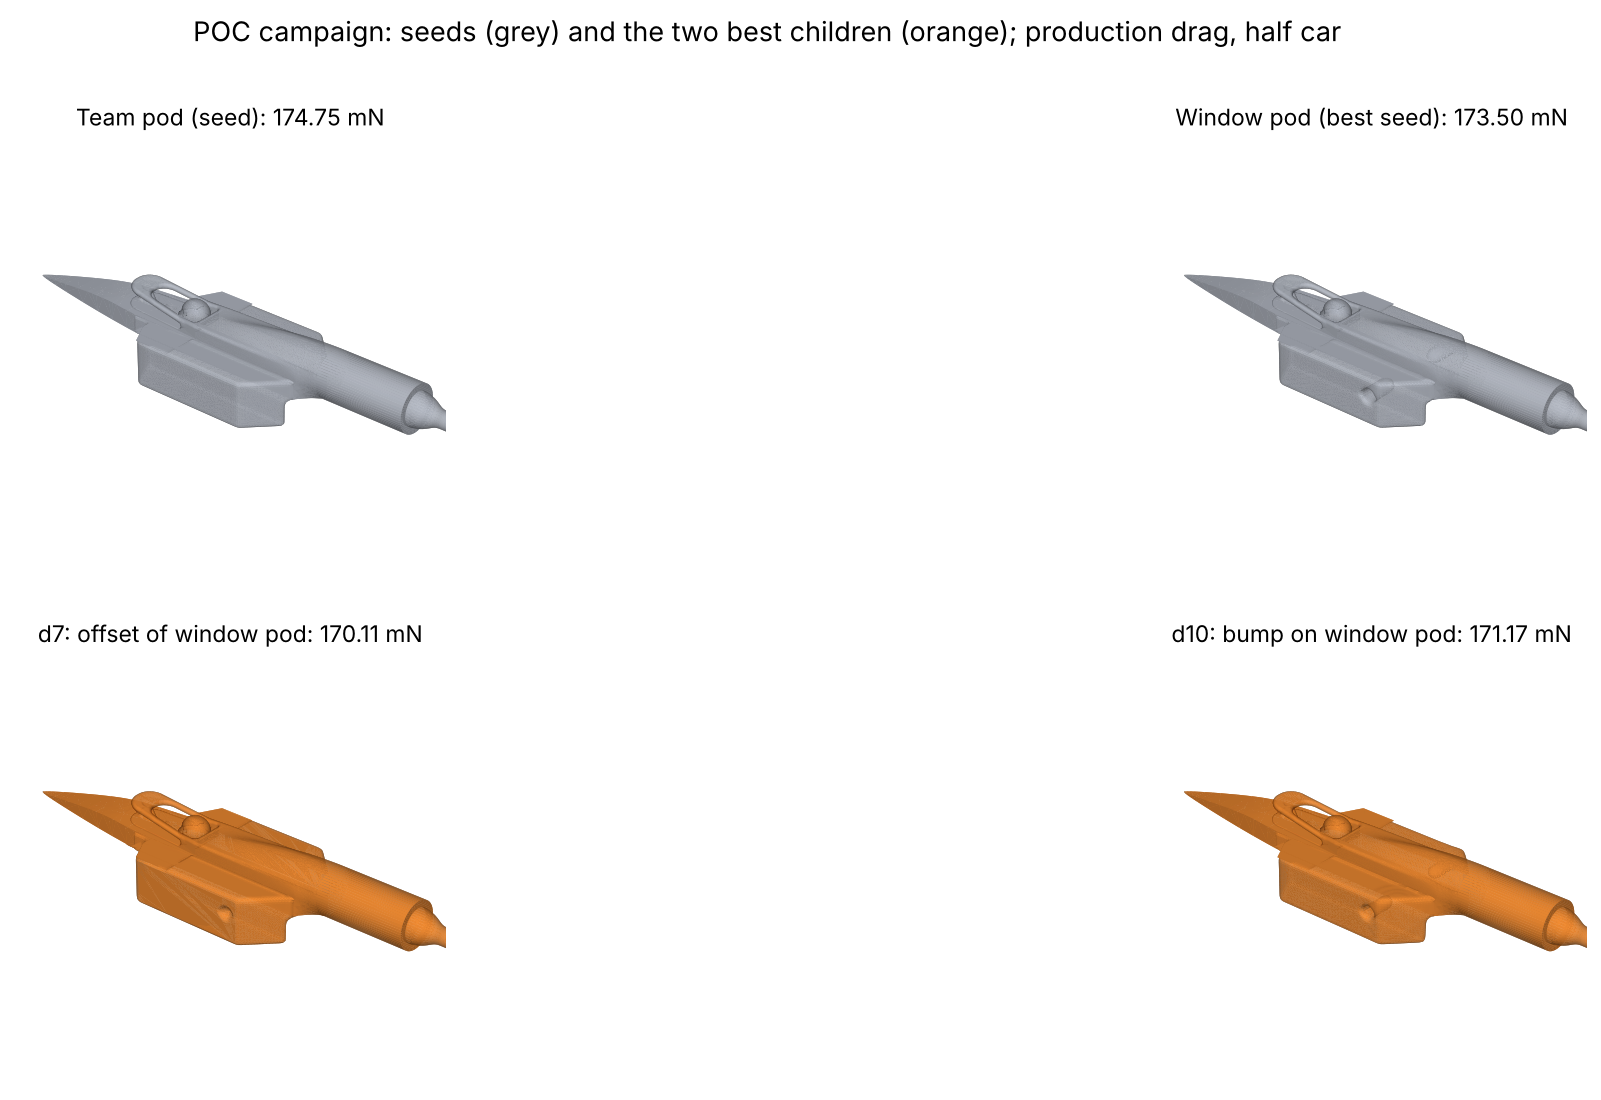 POC campaign: seeds (grey) and the two best children (orange); production drag, half car
Team pod (seed): 174.75 mN
Window pod (best seed): 173.50 mN
d7: offset of window pod: 170.11 mN
d10: bump on window pod: 171.17 mN